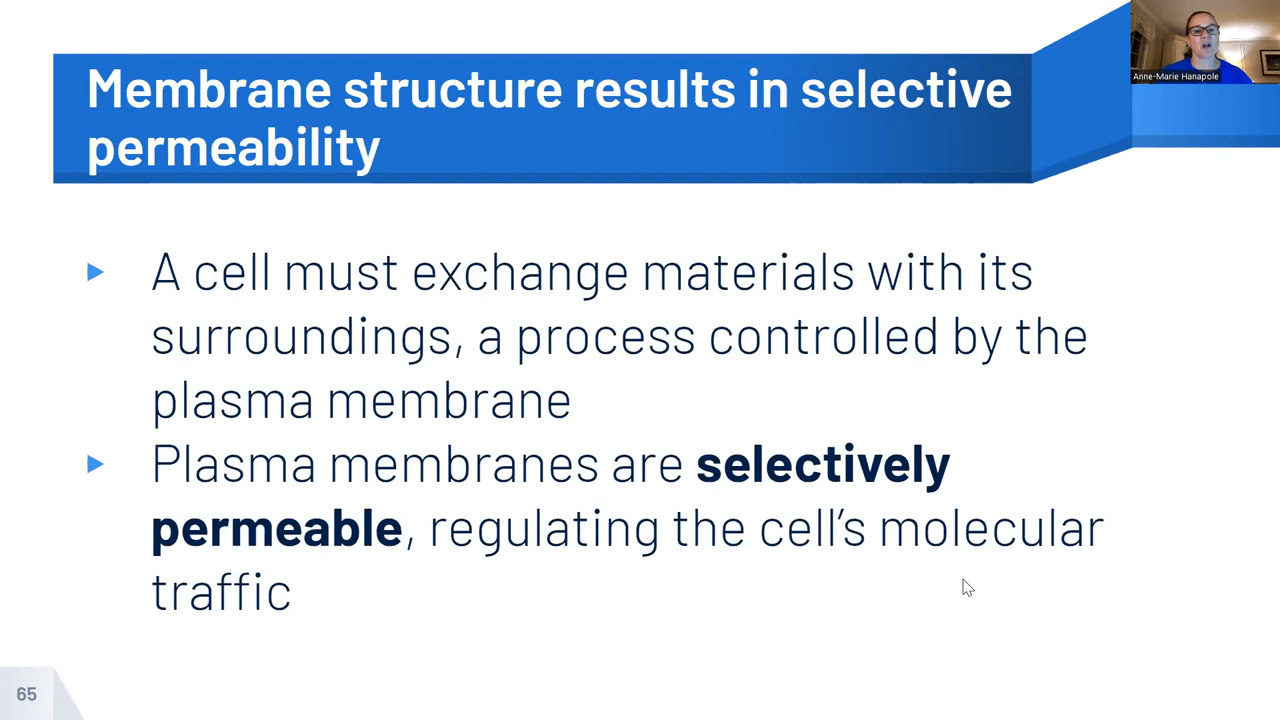 Membrane structure results in selective
permeability
Anne-Marie Hanapole
A cell must exchange materials with its
surroundings, a process controlled by the
plasma membrane
Plasma membranes are selectively
permeable, regulating the cell’s molecular
traffic
65